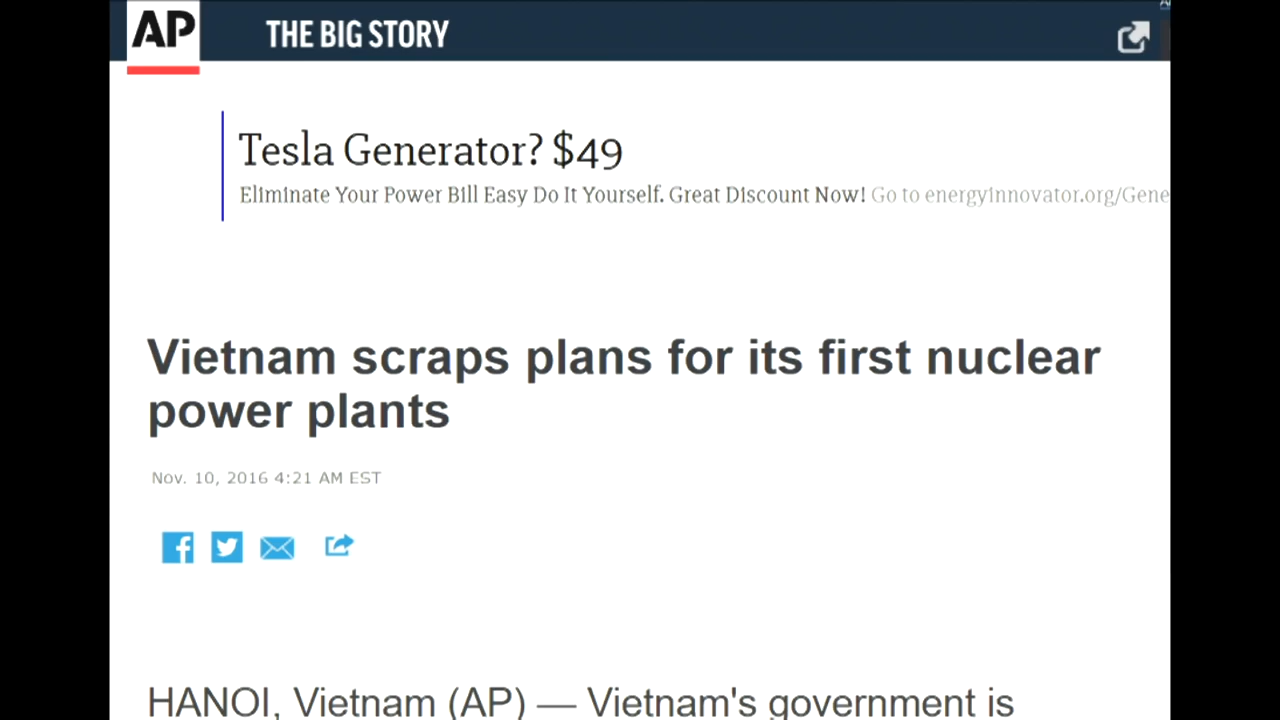 AP THE BIG STORY
Tesla Generator? $49
Eliminate Your Power Bill Easy Do It Yourself. Great Discount Now! Go to energyinnovator.org/Gene
Vietnam scraps plans for its first nuclear
power plants
Nov. 10, 2016 4:21 AM EST
HANOI, Vietnam (AP) — Vietnam's government is